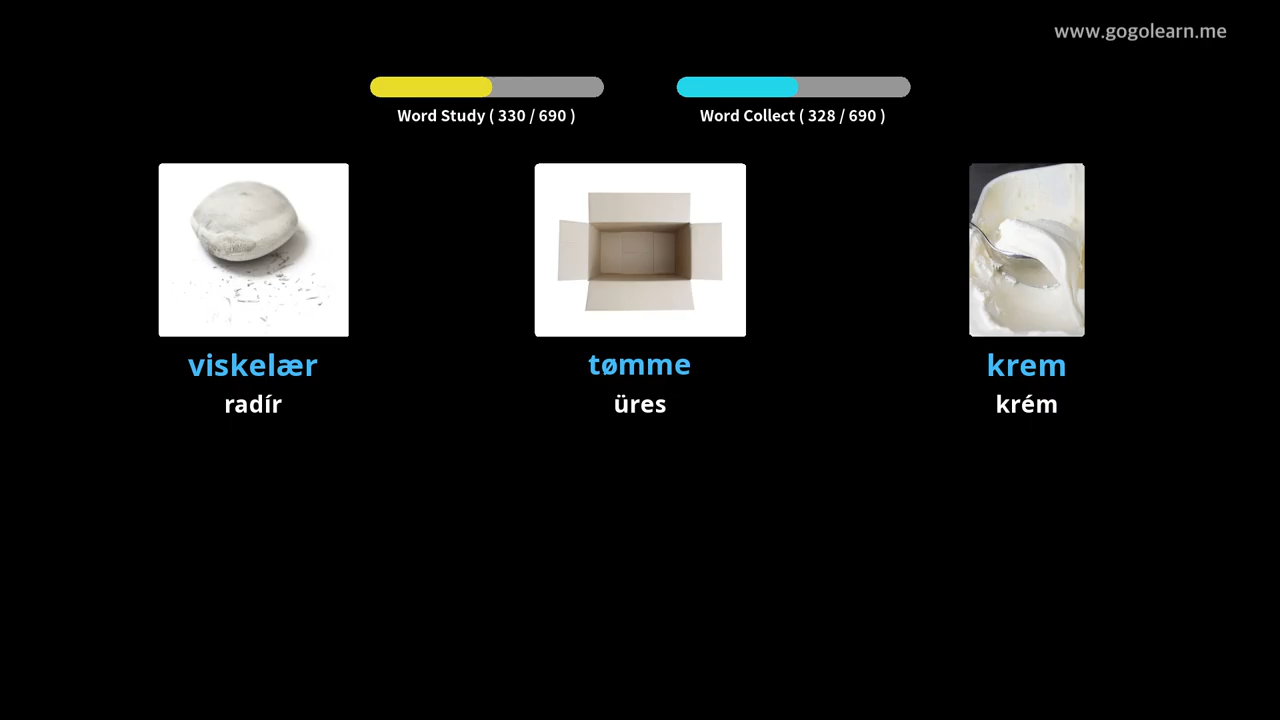 www.gogolearn.me
Word Study ( 330 / 690 )
Word Collect ( 328 / 690 )
viskelær
tømme
krem
radír
üres
krém